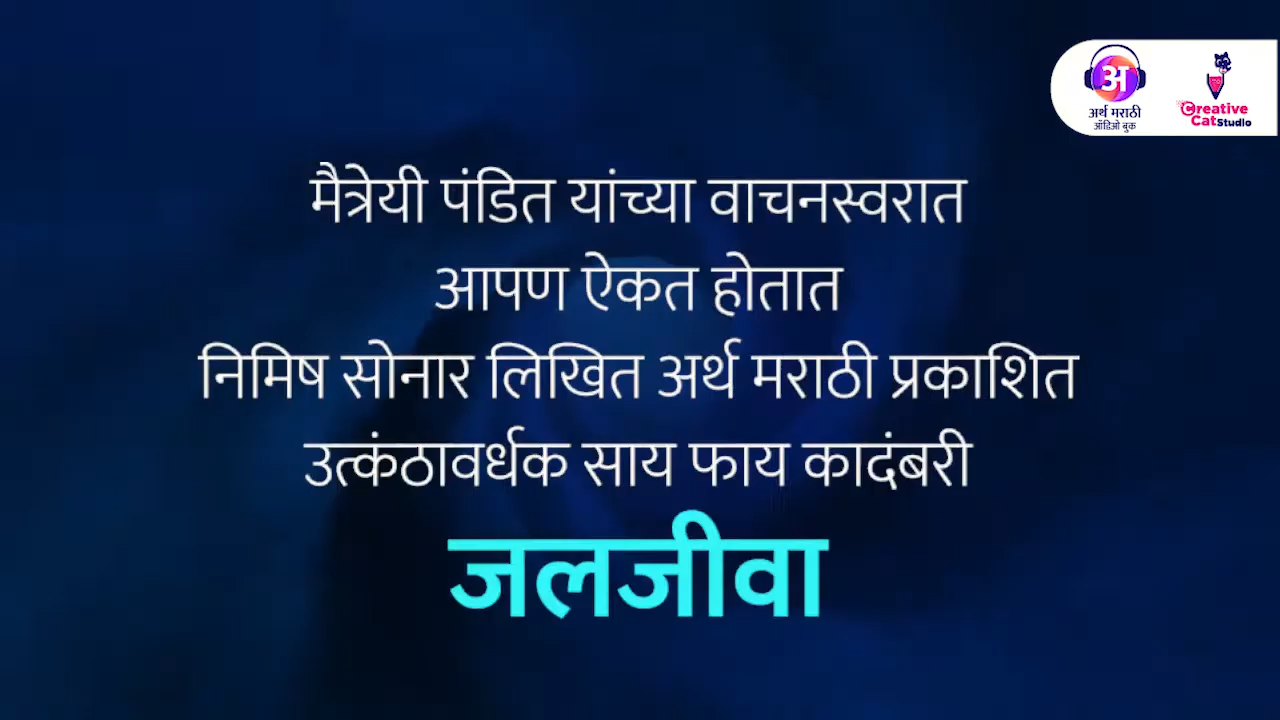 अर्थ मराठी
ऑडिओ बुक
Creative
Cat Studio
मैत्रेयी पंडित यांच्या वाचनस्वरात
आपण ऐकत होतात
निमिष सोनार लिखित अर्थ मराठी प्रकाशित
उत्कंठावर्धक साय फाय कादंबरी
जलजीवा